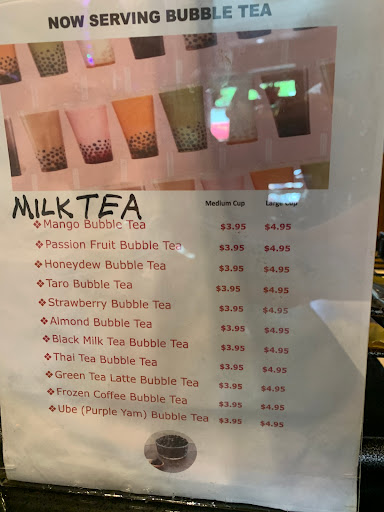 NOW SERVING BUBBLE TEA
MILK TEA
Medium Cup Large Cup
❖Mango Bubble Tea $3.95 $4.95
❖Passion Fruit Bubble Tea $3.95 $4.95
❖Honeydew Bubble Tea $3.95 $4.95
❖Taro Bubble Tea $3.95 $4.95
❖Strawberry Bubble Tea $3.95 $4.95
❖Almond Bubble Tea $3.95 $4.95
❖Black Milk Tea Bubble Tea $3.95 $4.95
❖Thai Tea Bubble Tea $3.95 $4.95
❖Green Tea Latte Bubble Tea $3.95 $4.95
❖Frozen Coffee Bubble Tea $3.95 $4.95
❖Ube (Purple Yam) Bubble Tea $3.95 $4.95